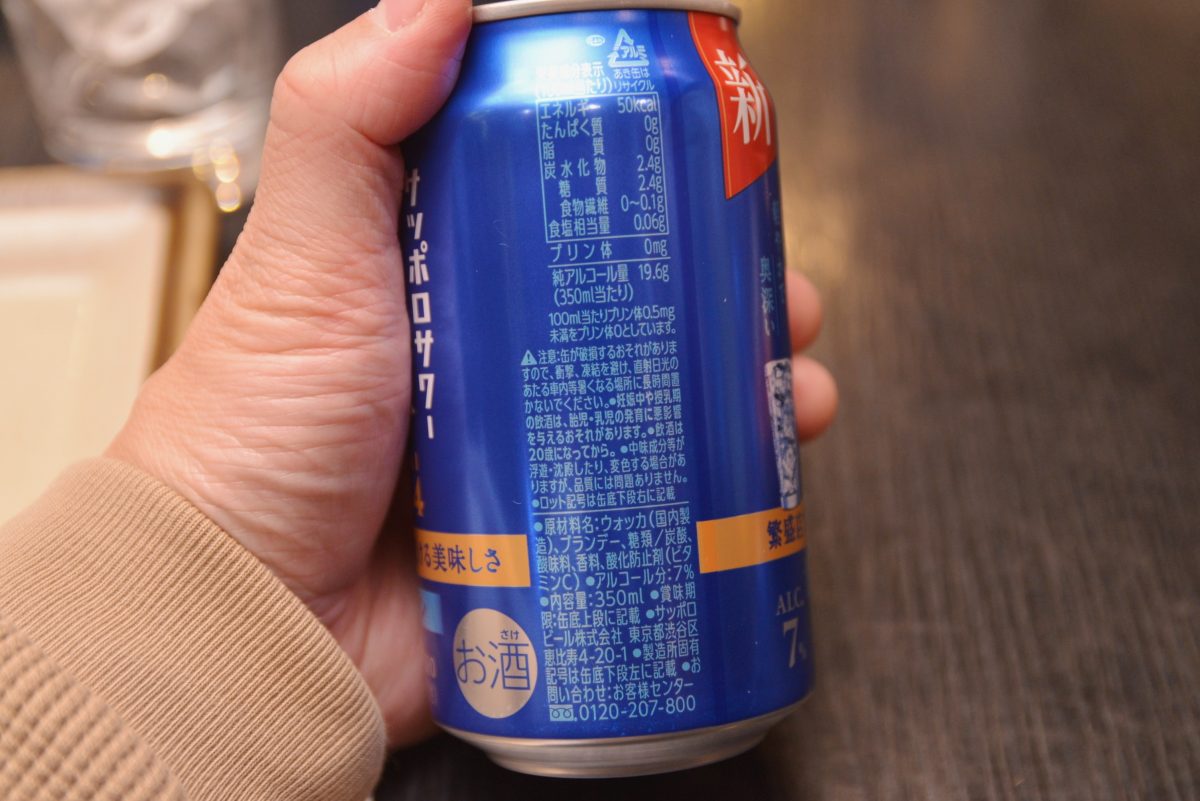 アルミ
あき缶は
リサイクル
エネルギー 50kcal
たんぱく質 0g
脂質 0g
炭水化物 2.4g
糖質 2.4g
食物繊維 0～0.1g
食塩相当量 0.06g
プリン体 0mg
純アルコール量 19.6g
(350ml当たり)
100ml当たりプリン体0.5mg
未満をプリン体0としています。
注意:缶が破損するおそれがありま
すので、衝撃、凍結を避け、直射日光の
あたる車内等暑くなる場所に長時間置
かないでください。●妊娠中や授乳期
の飲酒は、胎児・乳児の発育に悪影響
を与えるおそれがあります。●飲酒は
20歳になってから。●中味成分等が
浮遊・沈殿したり、変色する場合があ
りますが、品質には問題ありません。
●ロット記号は缶底下段右に記載
●原材料名:ウォッカ(国内製
造)、ブランデー、糖類/炭酸、
酸味料、香料、酸化防止剤(ビタ
ミンC) ●アルコール分:7%
●内容量:350ml ●賞味期
限:缶底上段に記載 ●サッポロ
ビール株式会社 東京都渋谷区
恵比寿4-20-1 ●製造所固有
記号は缶底下段左に記載 ●お
問い合わせ:お客様センター
0120-207-800
サッポロサワー
る美味しさ
さけ
お酒
新
奥深い
繁盛
ALC.
7%